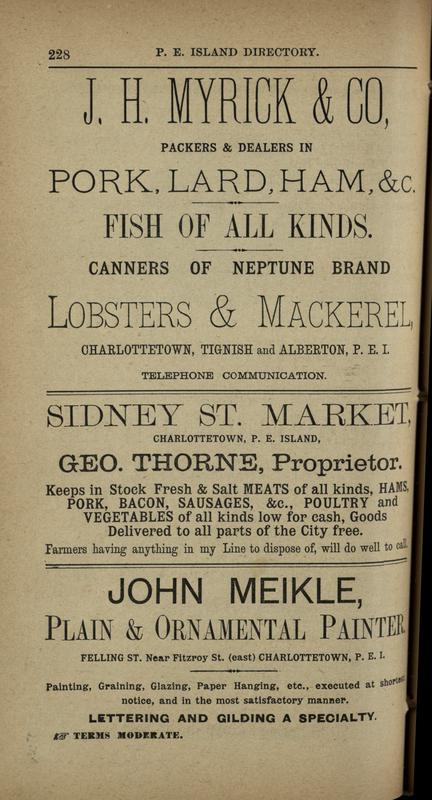 228 P. E. ISLAND DIRECTORY.
J. H. MYRICK & CO,
PACKERS & DEALERS IN
PORK, LARD, HAM, &c.
FISH OF ALL KINDS.
CANNERS OF NEPTUNE BRAND
LOBSTERS & MACKEREL,
CHARLOTTETOWN, TIGNISH and ALBERTON, P. E. I.
TELEPHONE COMMUNICATION.
SIDNEY ST. MARKET,
CHARLOTTETOWN, P. E. ISLAND,
GEO. THORNE, Proprietor.
Keeps in Stock Fresh & Salt MEATS of all kinds, HAMS,
PORK, BACON, SAUSAGES, &c., POULTRY and
VEGETABLES of all kinds low for cash, Goods
Delivered to all parts of the City free.
Farmers having anything in my Line to dispose of, will do well to call.
JOHN MEIKLE,
PLAIN & ORNAMENTAL PAINTER
FELLING ST. Near Fitzroy St. (east) CHARLOTTETOWN, P. E. I.
Painting, Graining, Glazing, Paper Hanging, etc., executed at shortest
notice, and in the most satisfactory manner.
LETTERING AND GILDING A SPECIALTY.
☞ TERMS MODERATE.